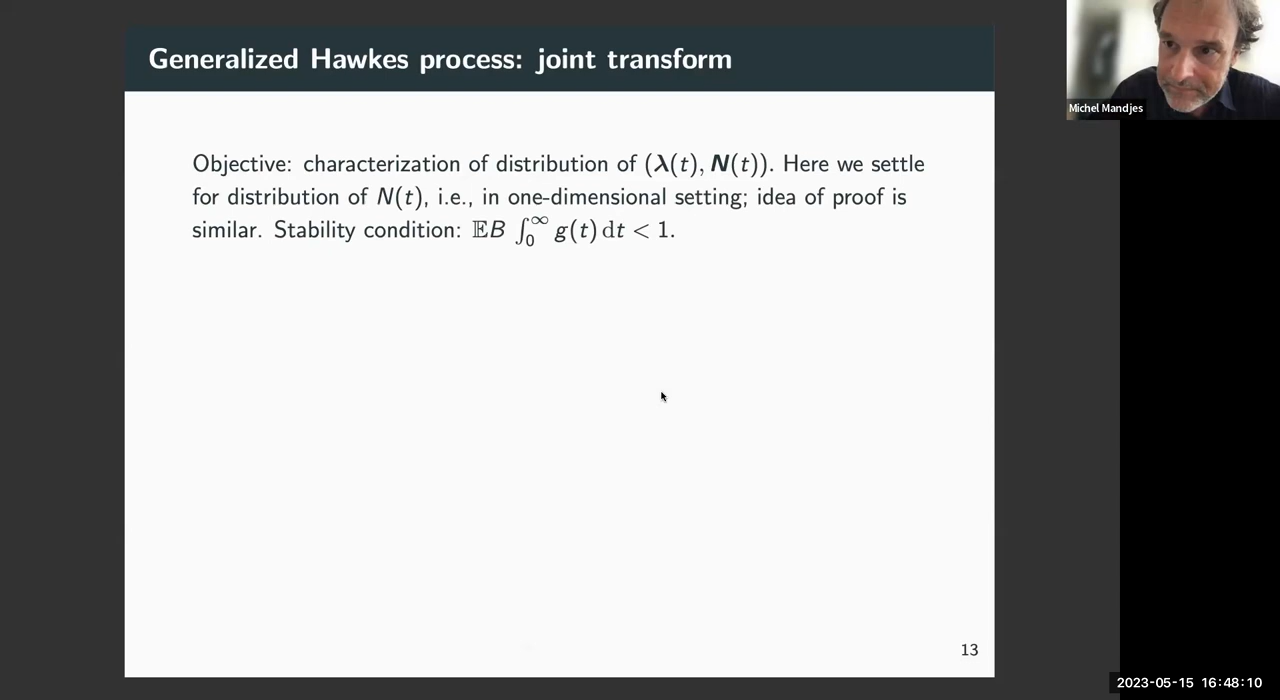 Generalized Hawkes process: joint transform
Michel Mandjes
Objective: characterization of distribution of (λ(t), N(t)). Here we settle
for distribution of N(t), i.e., in one-dimensional setting; idea of proof is
similar. Stability condition: 𝔼B ∫₀^∞ g(t) dt < 1.
13
2023-05-15 16:48:10